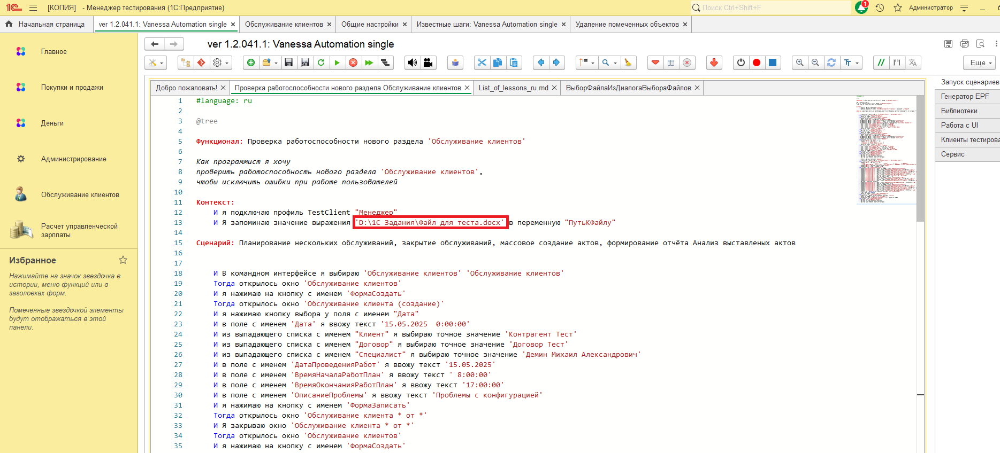 [КОПИЯ] - Менеджер тестирования (1С:Предприятие)
Поиск Ctrl+Shift+F
1
Администратор
Начальная страница
ver 1.2.041.1: Vanessa Automation single
Обслуживание клиентов
Общие настройки
Известные шаги: Vanessa Automation single
Удаление помеченных объектов
Главное
Покупки и продажи
Деньги
Администрирование
Обслуживание клиентов
Расчет управленческой
зарплаты
Избранное
Нажимайте на значок звездочка в
истории, меню функций или в
заголовках форм.
Помеченные звездочкой элементы
будут отображаться в этой
панели.
ver 1.2.041.1: Vanessa Automation single
Еще
Добро пожаловать!
Проверка работоспособности нового раздела Обслуживание клиентов
List_of_lessons_ru.md
ВыборФайлаИзДиалогаВыбораФайлов
1 #language: ru
2
3 @tree
4
5 Функционал: Проверка работоспособности нового раздела 'Обслуживание клиентов'
6
7 Как программист я хочу
8 проверить работоспособность нового раздела 'Обслуживание клиентов',
9 чтобы исключить ошибки при работе пользователей
10
11 Контекст:
12 И я подключаю профиль TestClient "Менеджер"
13 И Я запоминаю значение выражения 'D:\1С Задания\Файл для теста.docx' в переменную "ПутьКФайлу"
14
15 Сценарий: Планирование нескольких обслуживаний, закрытие обслуживаний, массовое создание актов, формирование отчёта Анализ выставленых актов
16
17
18 И В командном интерфейсе я выбираю 'Обслуживание клиентов' 'Обслуживание клиентов'
19 Тогда открылось окно 'Обслуживание клиентов'
20 И я нажимаю на кнопку с именем 'ФормаСоздать'
21 Тогда открылось окно 'Обслуживание клиента (создание)'
22 И я нажимаю кнопку выбора у поля с именем "Дата"
23 И в поле с именем 'Дата' я ввожу текст '15.05.2025  0:00:00'
24 И из выпадающего списка с именем "Клиент" я выбираю точное значение 'Контрагент Тест'
25 И из выпадающего списка с именем "Договор" я выбираю точное значение 'Договор Тест'
26 И из выпадающего списка с именем "Специалист" я выбираю точное значение 'Демин Михаил Александрович'
27 И в поле с именем 'ДатаПроведенияРабот' я ввожу текст '15.05.2025'
28 И в поле с именем 'ВремяНачалаРаботПлан' я ввожу текст ' 8:00:00'
29 И в поле с именем 'ВремяОкончанияРаботПлан' я ввожу текст '17:00:00'
30 И в поле с именем 'ОписаниеПроблемы' я ввожу текст 'Проблемы с конфигурацией'
31 И я нажимаю на кнопку с именем 'ФормаЗаписать'
32 Тогда открылось окно 'Обслуживание клиента * от *'
33 И Я закрываю окно 'Обслуживание клиента * от *'
34 Тогда открылось окно 'Обслуживание клиентов'
35 И я нажимаю на кнопку с именем 'ФормаСоздать'
Запуск сценариев
Генератор EPF
Библиотеки
Работа с UI
Клиенты тестирова
Сервис